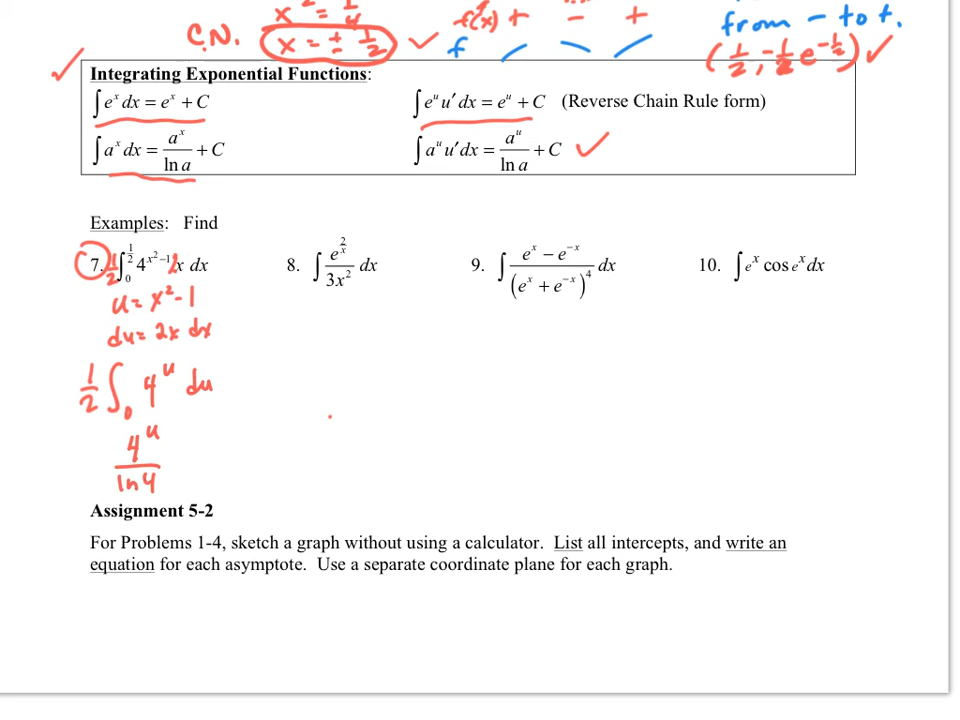 x² = 1/4 f'(x) + − + from − to +.
C.N. x = ± 1/2 ✓ f (1/2, -1/2 e^{-1/2}) ✓
✓ Integrating Exponential Functions:
∫e^x dx = e^x + C ∫e^u u′ dx = e^u + C (Reverse Chain Rule form)
∫a^x dx = a^x/ln a + C ∫a^u u′ dx = a^u/ln a + C ✓
Examples: Find
7. 1/2 ∫_0^{1/2} 4^{x²−1} 2x dx 8. ∫ e^{2/x}/3x² dx 9. ∫ (e^x − e^{−x})/(e^x + e^{−x})^4 dx 10. ∫e^x cos e^x dx
u = x²-1
du = 2x dx
1/2 ∫_0 4^u du
4^u
ln 4
Assignment 5-2
For Problems 1-4, sketch a graph without using a calculator. List all intercepts, and write an
equation for each asymptote. Use a separate coordinate plane for each graph.